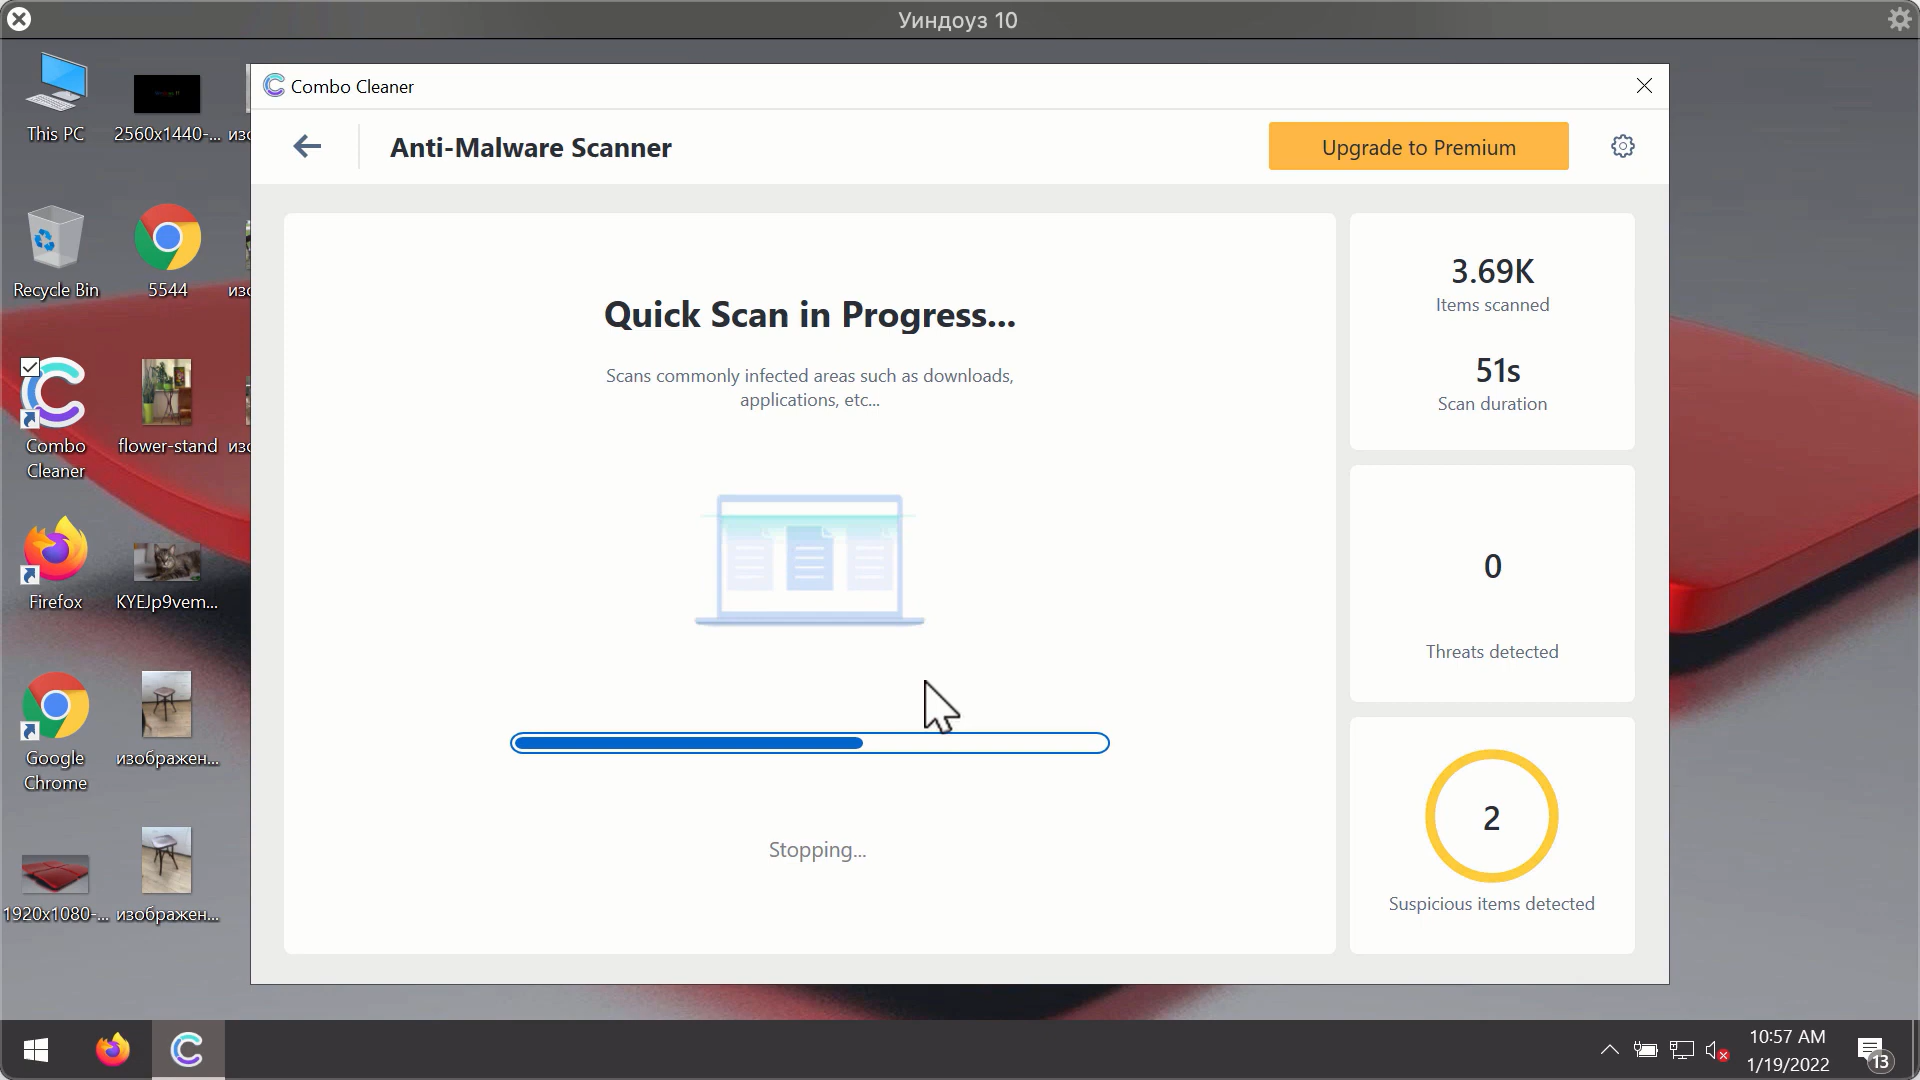 Уиндоуз 10
This PC
2560x1440-...
изо
Recycle Bin
5544
изо
Combo
Cleaner
flower-stand
изо
Firefox
KYEJp9vem...
Google
Chrome
изображен...
1920x1080-...
изображен...
Combo Cleaner
Anti-Malware Scanner
Upgrade to Premium
Quick Scan in Progress...
Scans commonly infected areas such as downloads,
applications, etc...
Stopping...
3.69K
Items scanned
51s
Scan duration
0
Threats detected
2
Suspicious items detected
10:57 AM
1/19/2022
13